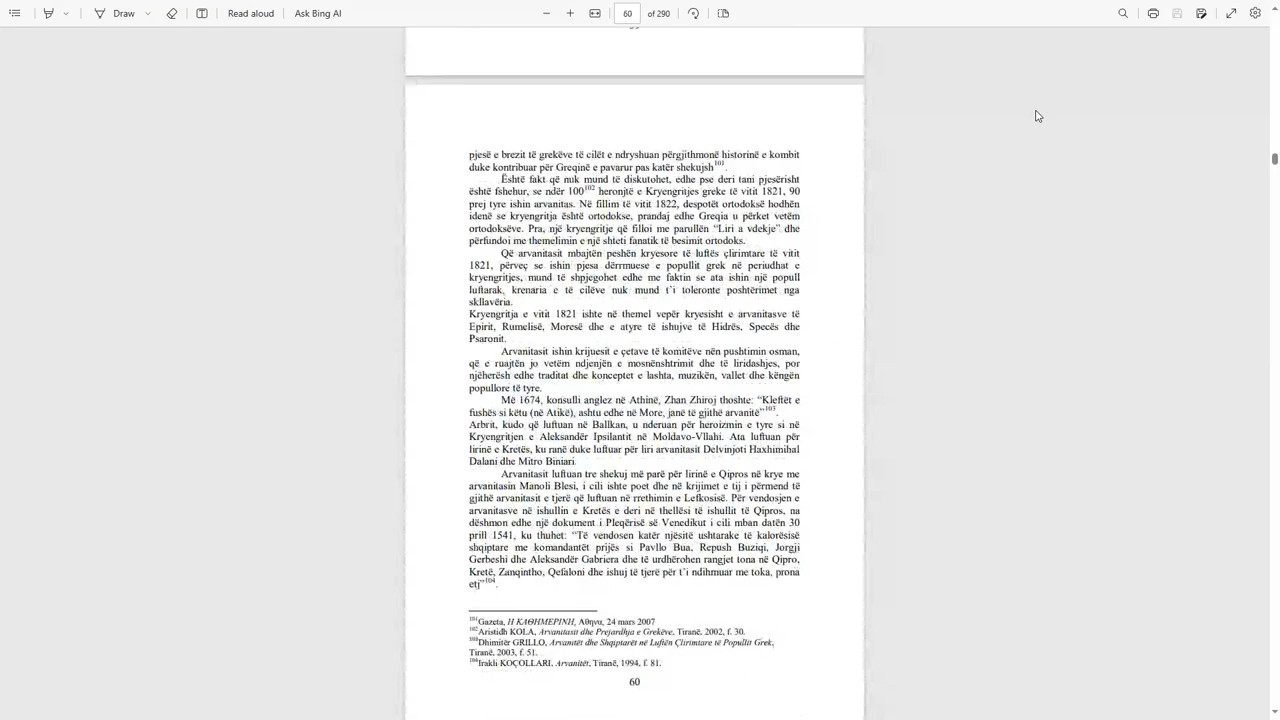 Draw
Read aloud
Ask Bing AI
60
of 290
pjesë e brezit të grekëve të cilët e ndryshuan përgjithmonë historinë e kombit
duke kontribuar për Greqinë e pavarur pas katër shekujsh101.
Është fakt që nuk mund të diskutohet, edhe pse deri tani pjesërisht
është fshehur, se ndër 100102 heronjtë e Kryengritjes greke të vitit 1821, 90
prej tyre ishin arvanitas. Në fillim të vitit 1822, despotët ortodoksë hodhën
idenë se kryengritja është ortodokse, prandaj edhe Greqia u përket vetëm
ortodoksëve. Pra, një kryengritje që filloi me parullën “Liri a vdekje” dhe
përfundoi me themelimin e një shteti fanatik të besimit ortodoks.
Që arvanitasit mbajtën peshën kryesore të luftës çlirimtare të vitit
1821, përveç se ishin pjesa dërrmuese e popullit grek në periudhat e
kryengritjes, mund të shpjegohet edhe me faktin se ata ishin një popull
luftarak, krenaria e të cilëve nuk mund t’i toleronte poshtërimet nga
skllavëria.
Kryengritja e vitit 1821 ishte në themel vepër kryesisht e arvanitasve të
Epirit, Rumelisë, Moresë dhe e atyre të ishujve të Hidrës, Specës dhe
Psaronit.
Arvanitasit ishin krijuesit e çetave të komitëve nën pushtimin osman,
që e ruajtën jo vetëm ndjenjën e mosnënshtrimit dhe të liridashjes, por
njëherësh edhe traditat dhe konceptet e lashta, muzikën, vallet dhe këngën
popullore të tyre.
Më 1674, konsulli anglez në Athinë, Zhan Zhiroj thoshte: “Kleftët e
fushës si këtu (në Atikë), ashtu edhe në More, janë të gjithë arvanitë”103.
Arbrit, kudo që luftuan në Ballkan, u nderuan për heroizmin e tyre si në
Kryengritjen e Aleksandër Ipsilantit në Moldavo-Vllahi. Ata luftuan për
lirinë e Kretës, ku ranë duke luftuar për liri arvanitasit Delvinjoti Haxhimihal
Dalani dhe Mitro Biniari.
Arvanitasit luftuan tre shekuj më parë për lirinë e Qipros në krye me
arvanitasin Manoli Blesi, i cili ishte poet dhe në krijimet e tij i përmend të
gjithë arvanitasit e tjerë që luftuan në rrethimin e Lefkosisë. Për vendosjen e
arvanitasve në ishullin e Kretës e deri në thellësi të ishullit të Qipros, na
dëshmon edhe një dokument i Pleqërisë së Venedikut i cili mban datën 30
prill 1541, ku thuhet: “Të vendosen katër njësitë ushtarake të kalorësisë
shqiptare me komandantët prijës si Pavllo Bua, Repush Buziqi, Jorgji
Gerbeshi dhe Aleksandër Gabriera dhe të urdhërohen rangjet tona në Qipro,
Kretë, Zanqintho, Qefaloni dhe ishuj të tjerë për t’i ndihmuar me toka, prona
etj”104.
101Gazeta, Η ΚΑΘΗΜΕΡΙΝΗ, Αθηνα, 24 mars 2007
102Aristidh KOLA, Arvanitasit dhe Prejardhja e Grekëve, Tiranë, 2002, f. 30.
103Dhimitër GRILLO, Arvanitët dhe Shqiptarët në Luftën Çlirimtare të Popullit Grek,
Tiranë, 2003, f. 51.
104Irakli KOÇOLLARI, Arvanitët, Tiranë, 1994, f. 81.
60